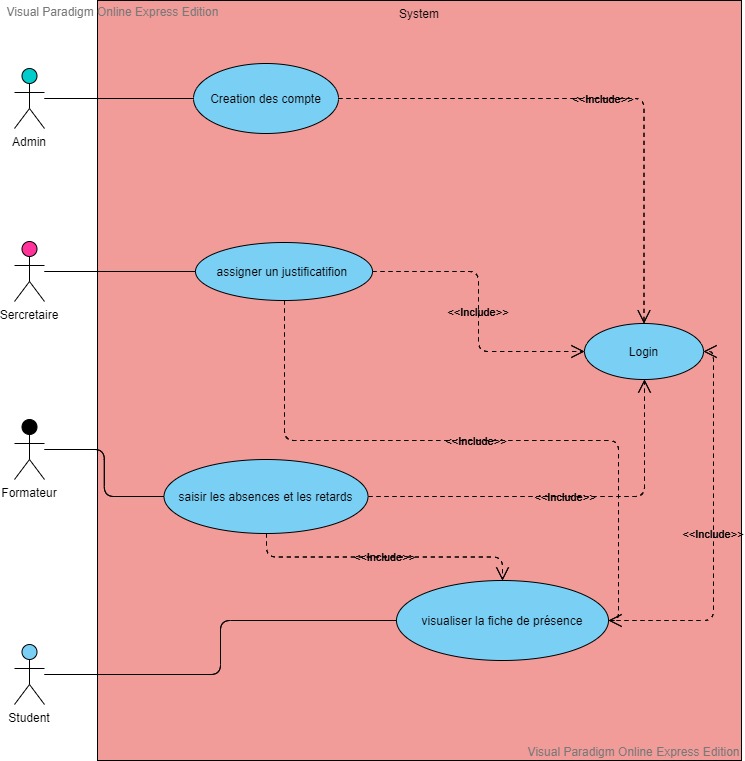 Visual Paradigm Online Express Edition
System
Creation des compte
<<Include>>
Admin
assigner un justificatifion
<<Include>>
Sercretaire
Login
<<Include>>
Formateur
saisir les absences et les retards
<<Include>>
<<Include>>
<<Include>>
visualiser la fiche de présence
Student
Visual Paradigm Online Express Edition